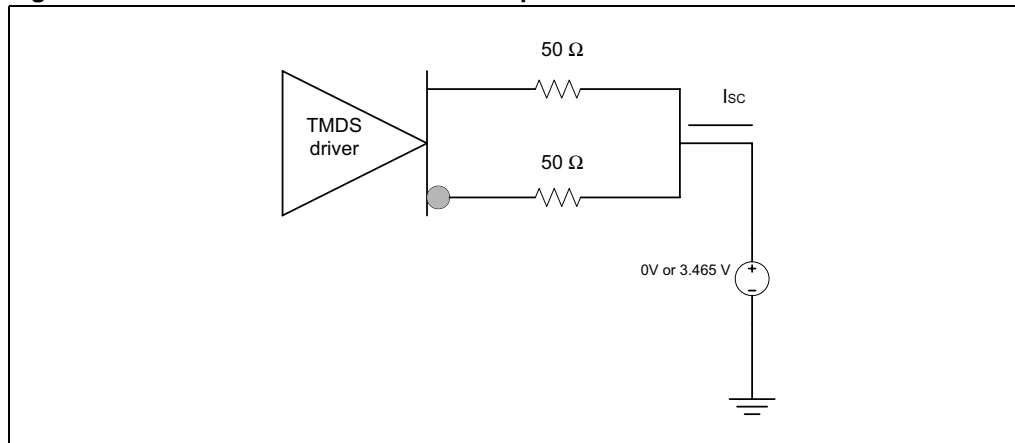 50 Ω
Isc
TMDS
driver
50 Ω
0V or 3.465 V
+
−